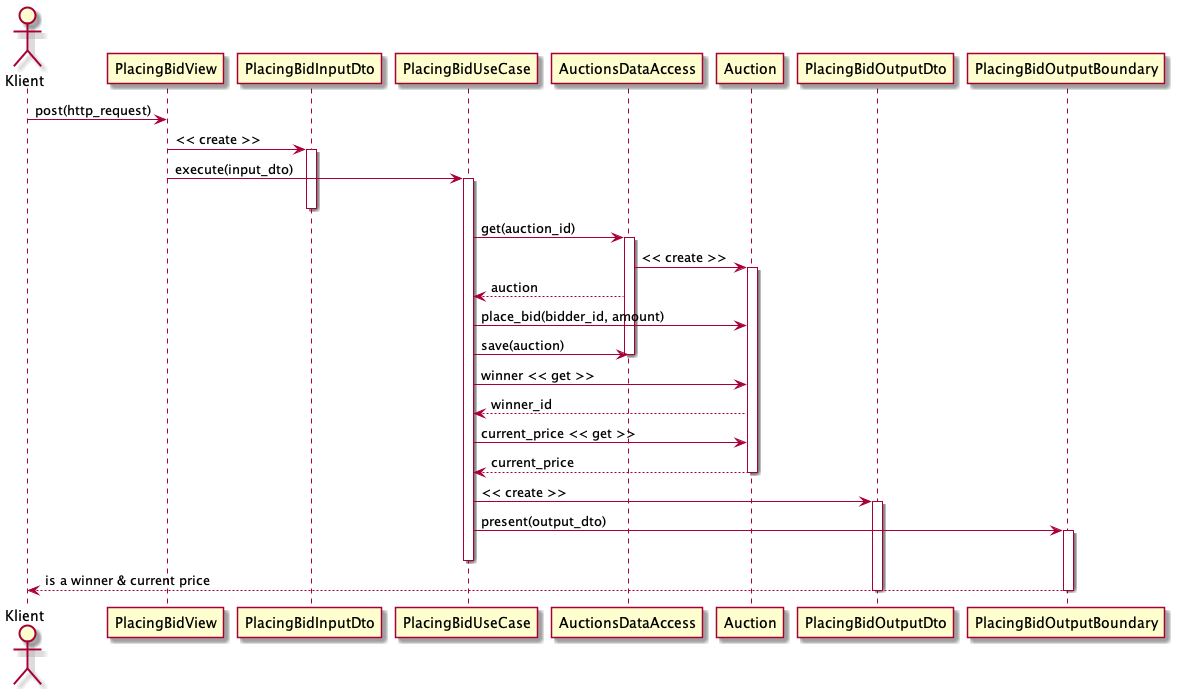 Klient
PlacingBidView
PlacingBidInputDto
PlacingBidUseCase
AuctionsDataAccess
Auction
PlacingBidOutputDto
PlacingBidOutputBoundary
post(http_request)
<< create >>
execute(input_dto)
get(auction_id)
<< create >>
auction
place_bid(bidder_id, amount)
save(auction)
winner << get >>
winner_id
current_price << get >>
current_price
<< create >>
present(output_dto)
is a winner & current price
Klient
PlacingBidView
PlacingBidInputDto
PlacingBidUseCase
AuctionsDataAccess
Auction
PlacingBidOutputDto
PlacingBidOutputBoundary